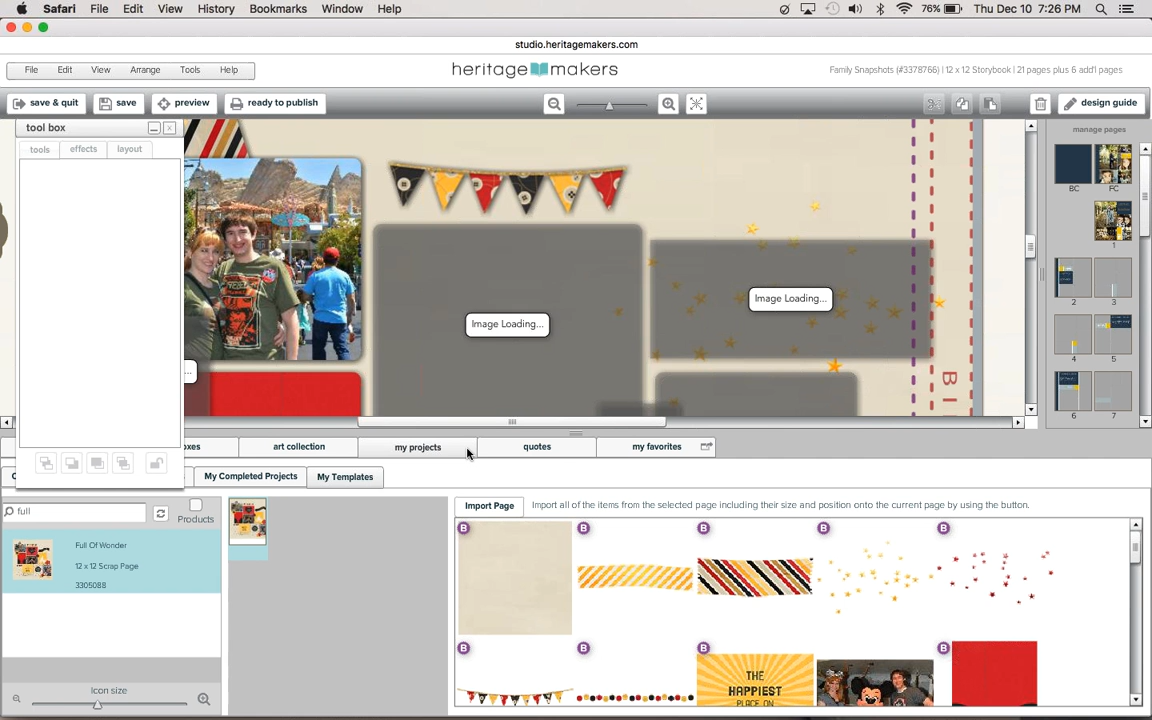 Safari File Edit View History Bookmarks Window Help 76% Thu Dec 10 7:26 PM
studio.heritagemakers.com
File Edit View Arrange Tools Help heritage makers Family Snapshots (#3378766) | 12 x 12 Storybook | 21 pages plus 6 add'l pages
save & quit save preview ready to publish design guide
tool box
tools effects layout
manage pages
BC FC
1
Image Loading...
Image Loading...
2 3
4 5
...
BI
6 7
oxes art collection my projects quotes my favorites
My Completed Projects My Templates
full Products
Import Page Import all of the items from the selected page including their size and position onto the current page by using the button.
B B B B B
Full Of Wonder
12 x 12 Scrap Page
3305088
B B B B
THE
HAPPIEST
PLACE ON
Icon size